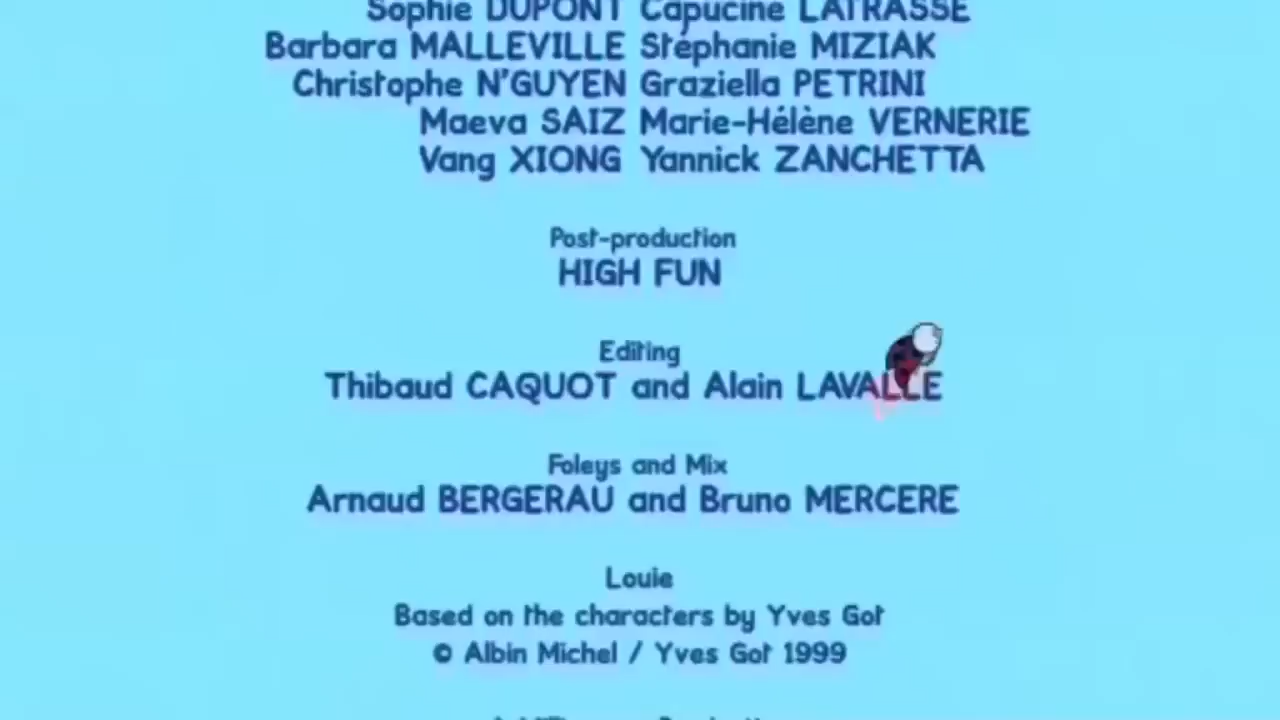 Sophie DUPONT Capucine LATRASSE
Barbara MALLEVILLE Stéphanie MIZIAK
Christophe N'GUYEN Graziella PETRINI
Maeva SAIZ Marie-Hélène VERNERIE
Vang XIONG Yannick ZANCHETTA
Post-production
HIGH FUN
Editing
Thibaud CAQUOT and Alain LAVALLE
Foleys and Mix
Arnaud BERGERAU and Bruno MERCERE
Louie
Based on the characters by Yves Got
© Albin Michel / Yves Got 1999